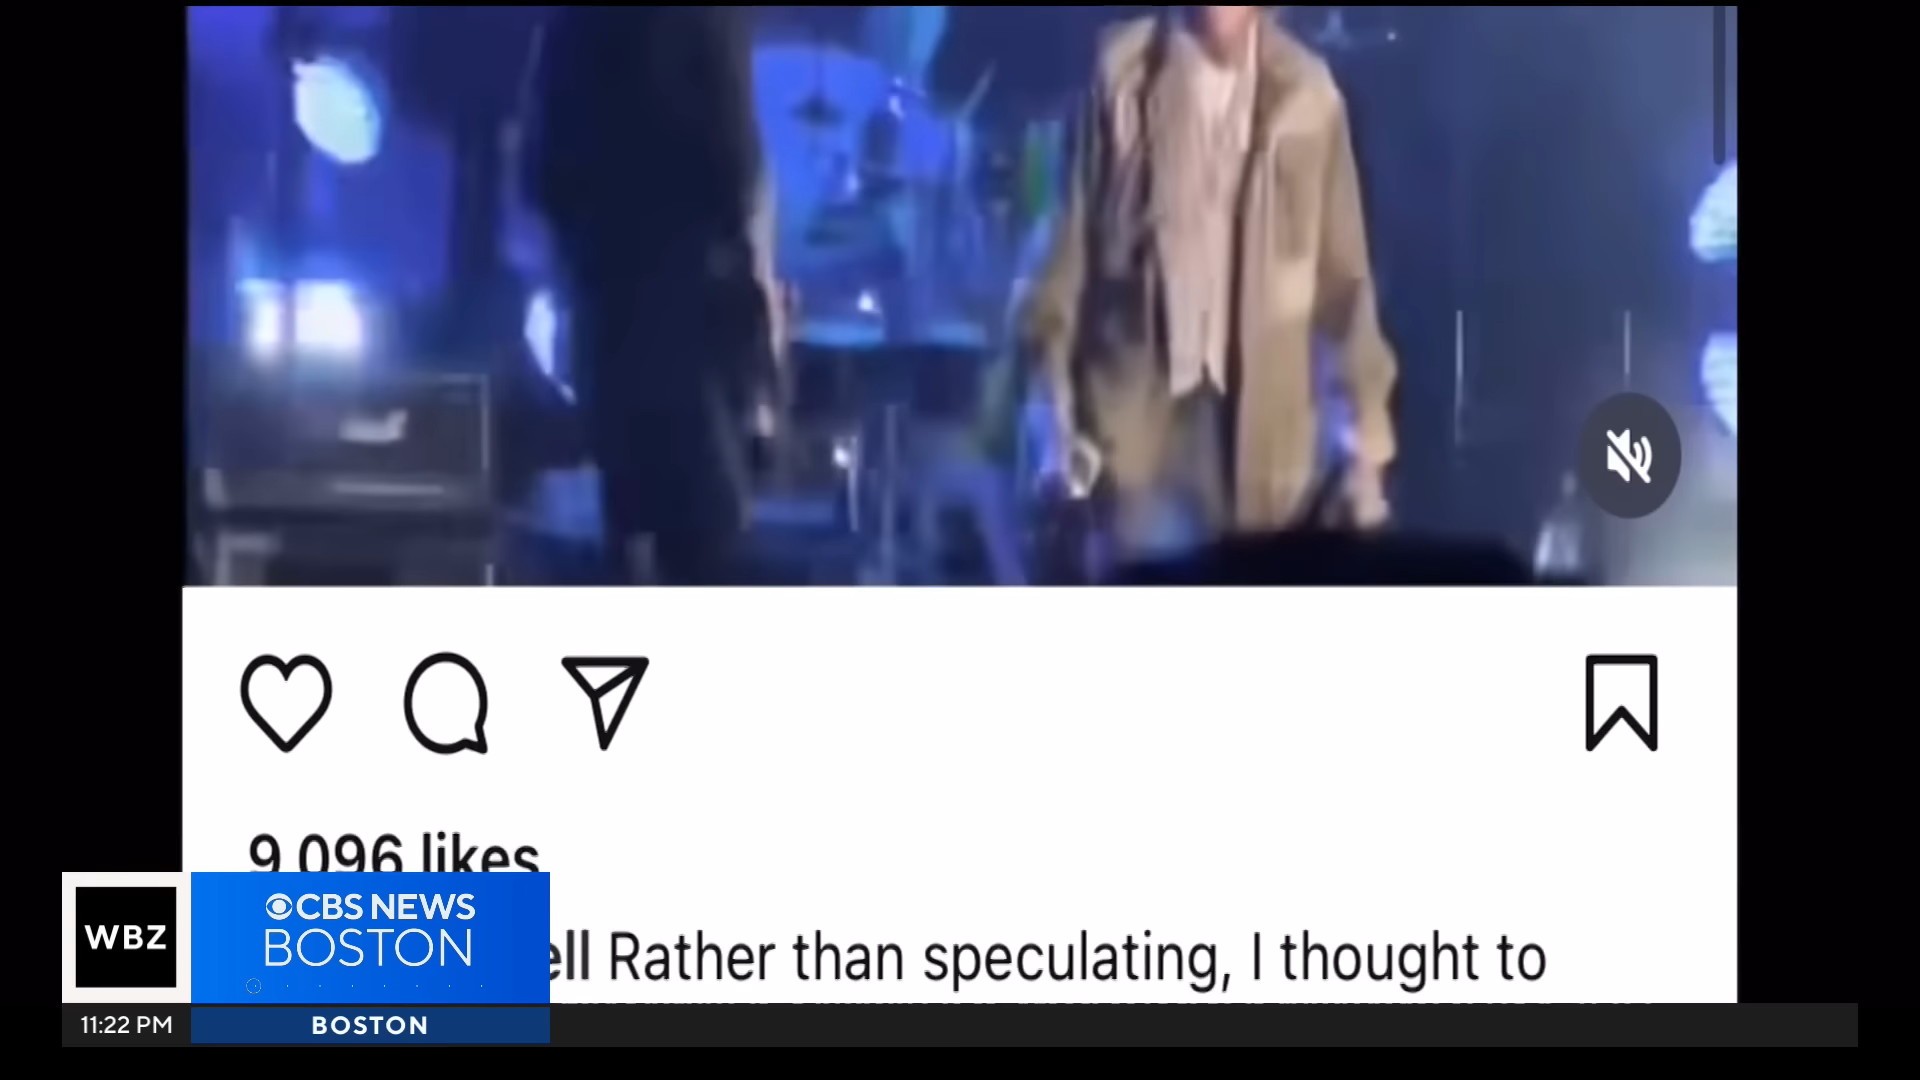 9,096 likes
ell Rather than speculating, I thought to
WBZ
CBS NEWS
BOSTON
11:22 PM
BOSTON